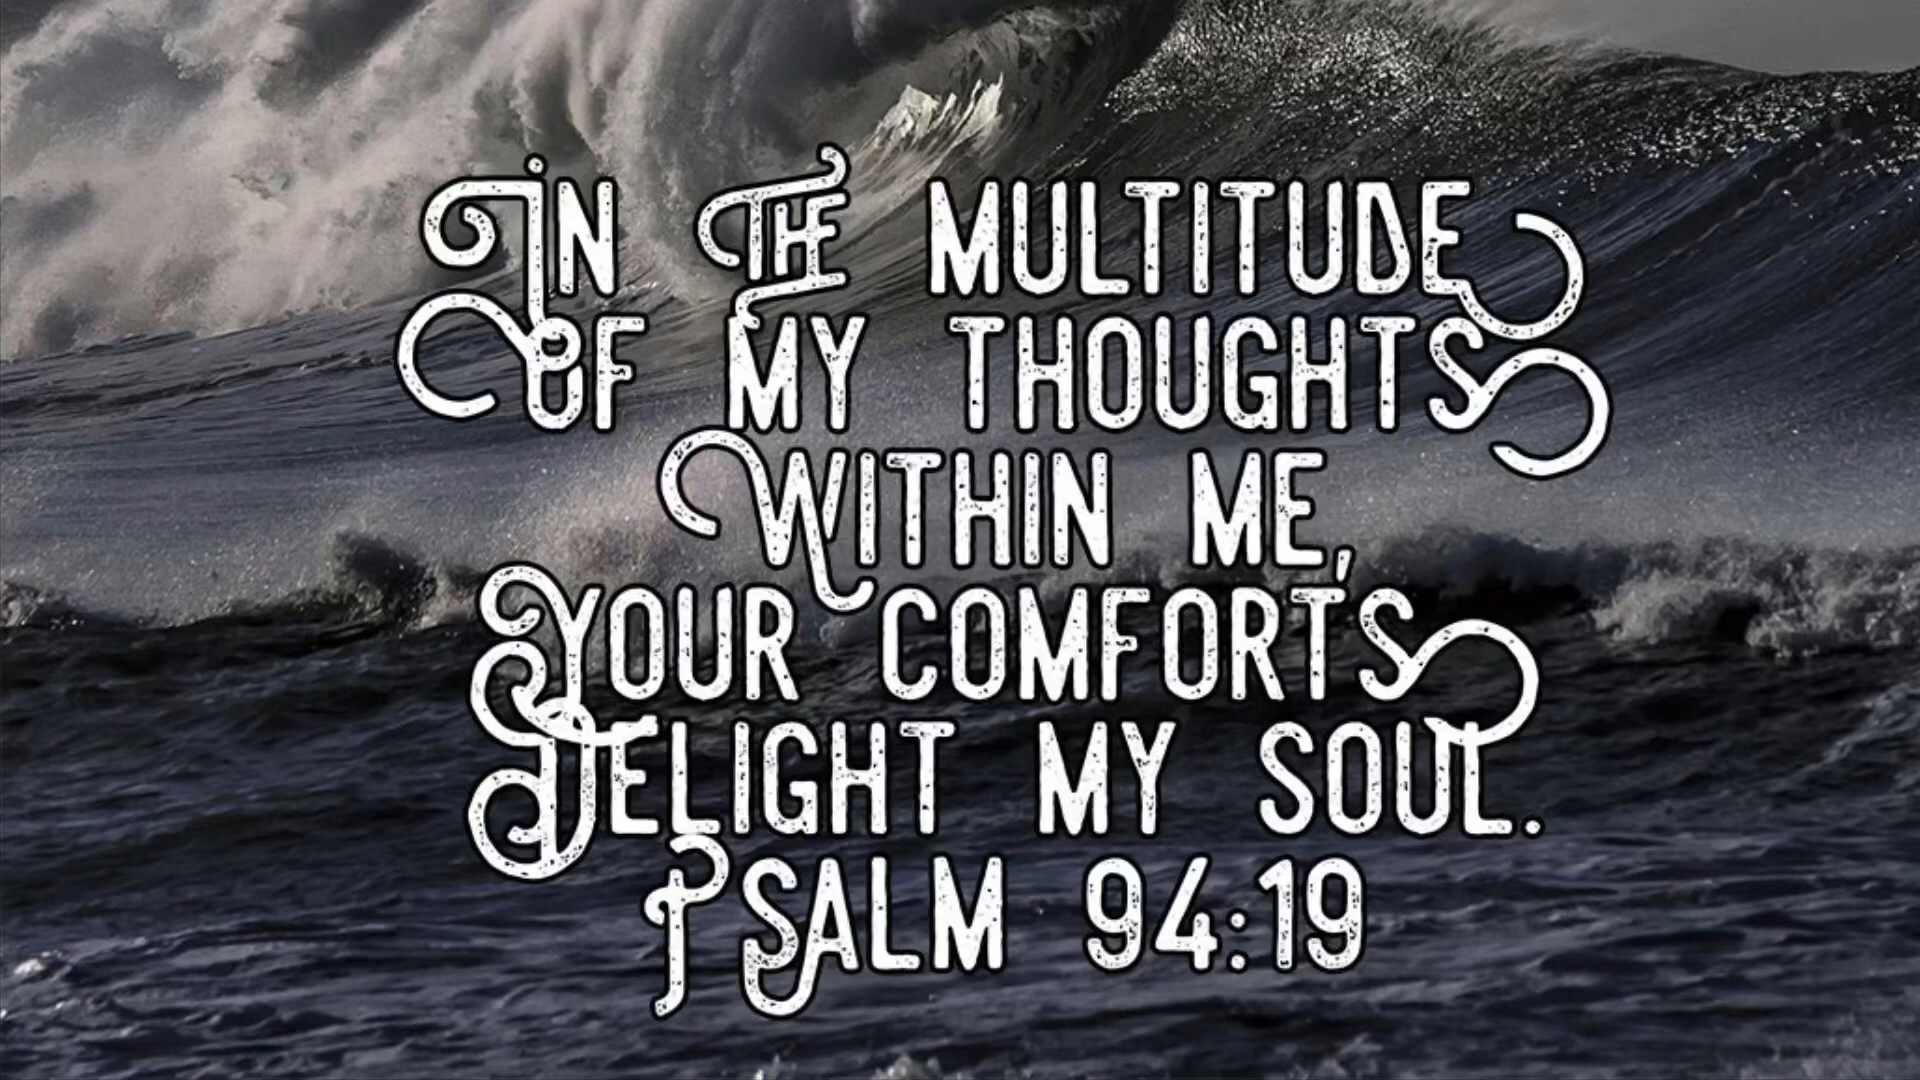 In The multitude
Of my thoughts
Within me,
Your comforts
Delight my soul.
Psalm 94:19